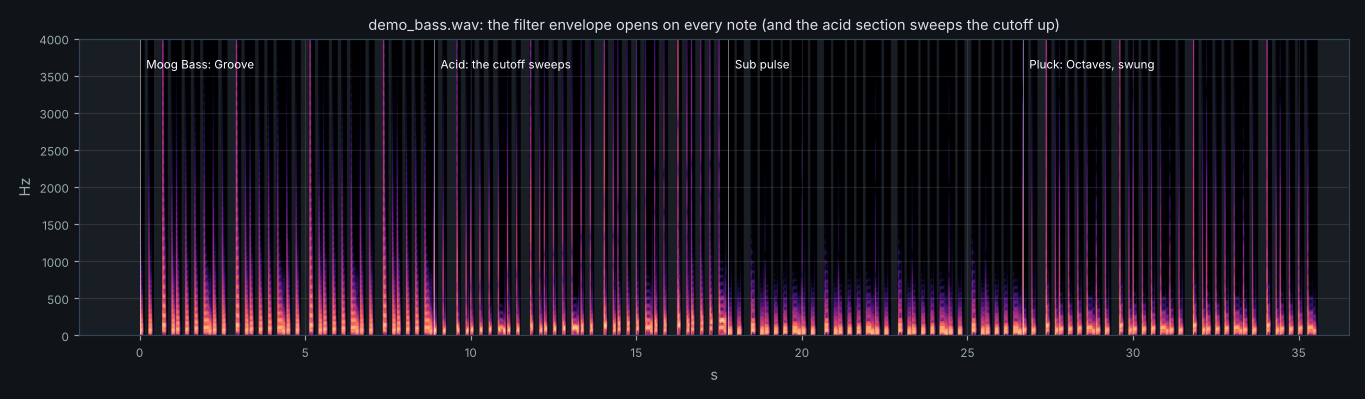 demo_bass.wav: the filter envelope opens on every note (and the acid section sweeps the cutoff up)
4000
3500
3000
2500
2000
1500
1000
500
0
Hz
Moog Bass: Groove
Acid: the cutoff sweeps
Sub pulse
Pluck: Octaves, swung
0 5 10 15 20 25 30 35
s